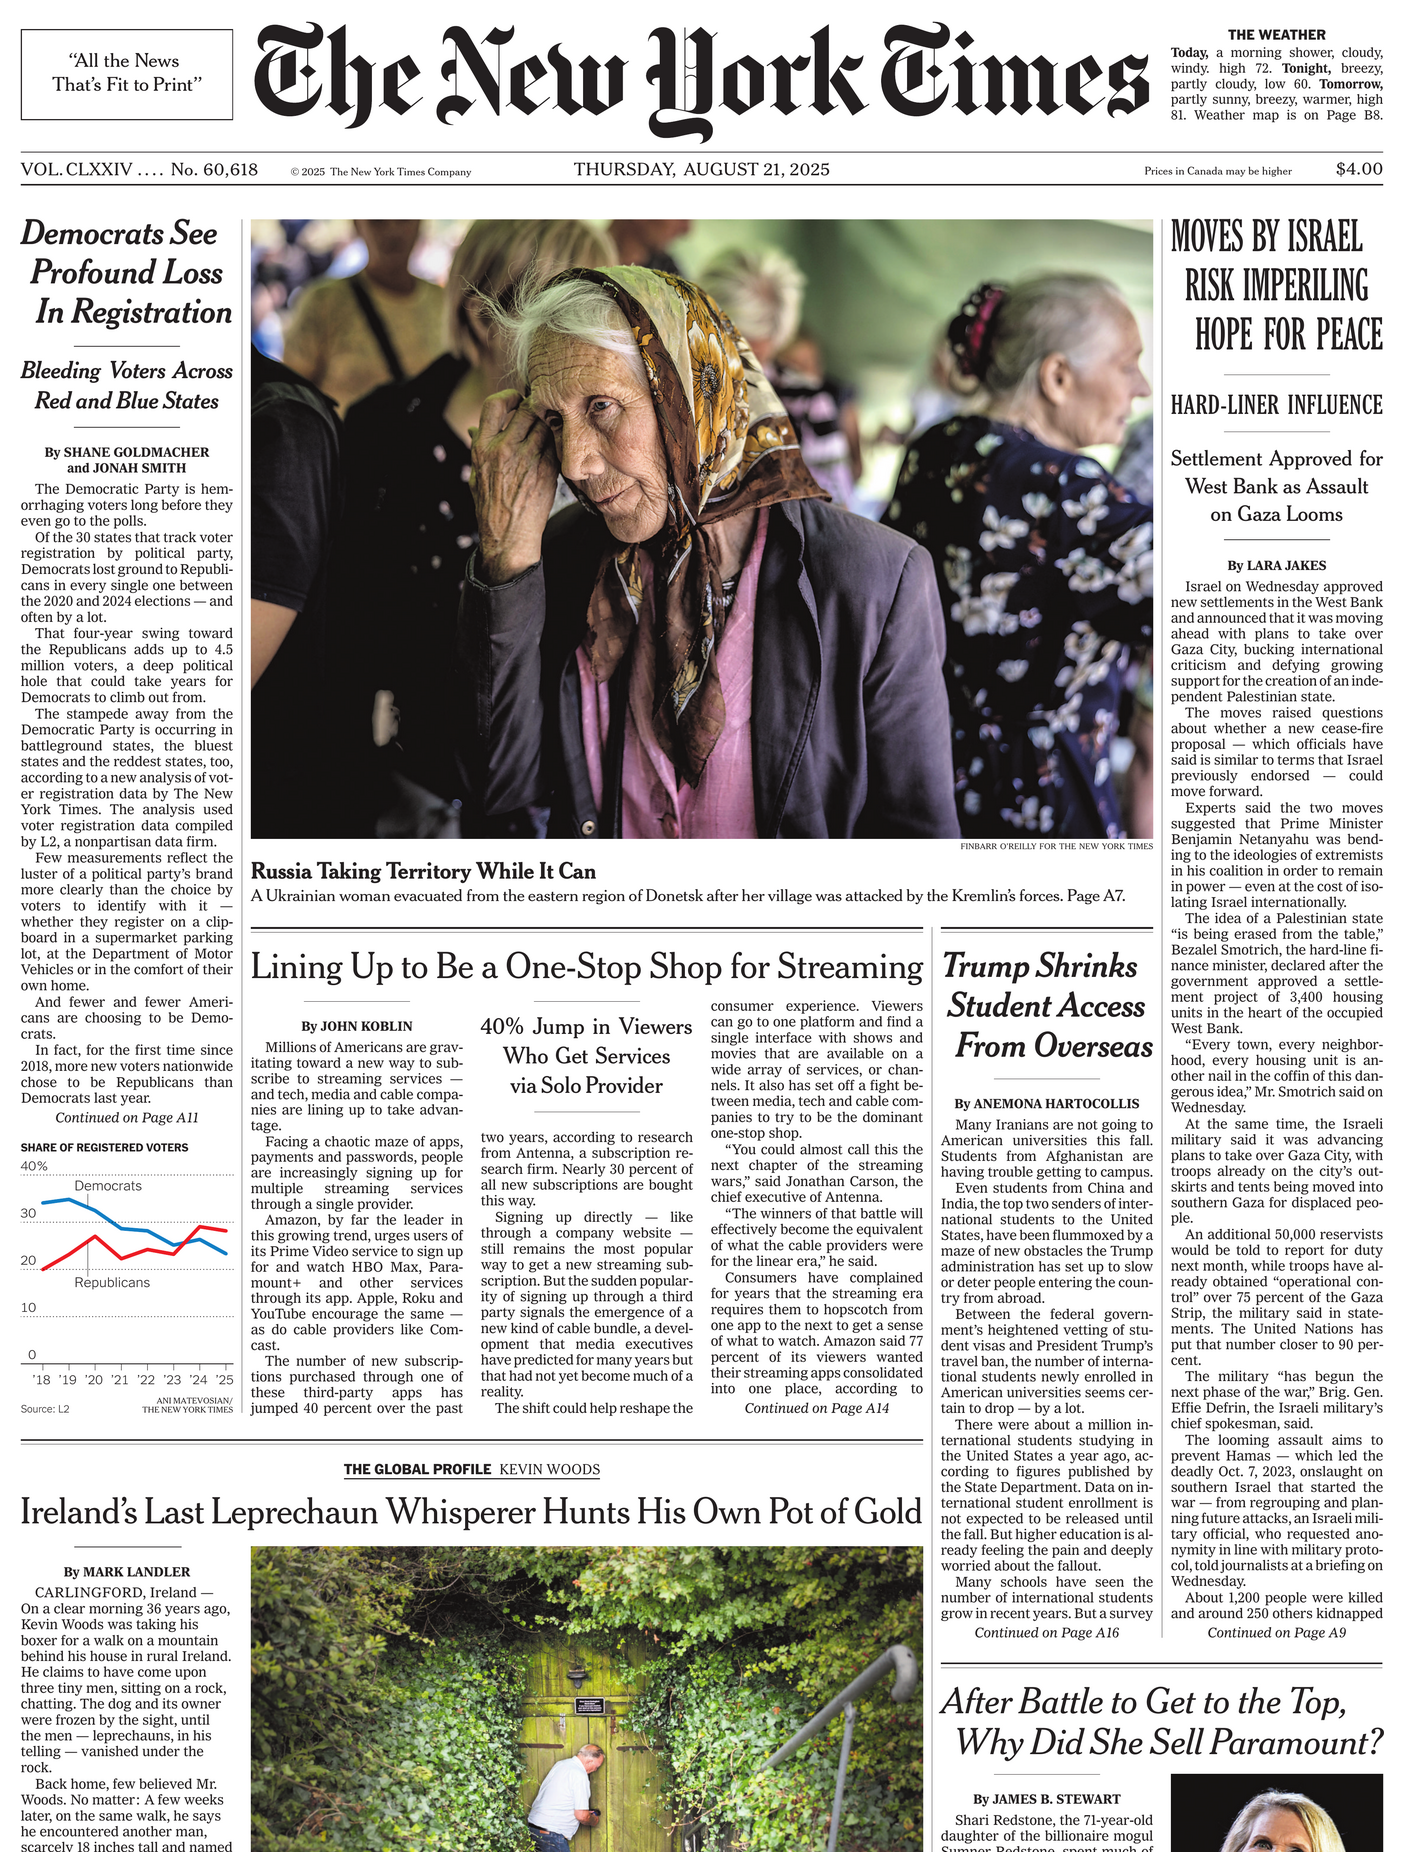 "All the News
That's Fit to Print"
The New York Times
THE WEATHER
Today, a morning shower, cloudy,
windy. high 72. Tonight, breezy,
partly cloudy, low 60. Tomorrow,
partly sunny, breezy, warmer, high
81. Weather map is on Page B8.
VOL. CLXXIV .... No. 60,618
© 2025 The New York Times Company
THURSDAY, AUGUST 21, 2025
Prices in Canada may be higher
$4.00
Democrats See
Profound Loss
In Registration
Bleeding Voters Across
Red and Blue States
By SHANE GOLDMACHER
and JONAH SMITH
The Democratic Party is hem-
orrhaging voters long before they
even go to the polls.
Of the 30 states that track voter
registration by political party,
Democrats lost ground to Republi-
cans in every single one between
the 2020 and 2024 elections — and
often by a lot.
That four-year swing toward
the Republicans adds up to 4.5
million voters, a deep political
hole that could take years for
Democrats to climb out from.
The stampede away from the
Democratic Party is occurring in
battleground states, the bluest
states and the reddest states, too,
according to a new analysis of vot-
er registration data by The New
York Times. The analysis used
voter registration data compiled
by L2, a nonpartisan data firm.
Few measurements reflect the
luster of a political party's brand
more clearly than the choice by
voters to identify with it —
whether they register on a clip-
board in a supermarket parking
lot, at the Department of Motor
Vehicles or in the comfort of their
own home.
And fewer and fewer Ameri-
cans are choosing to be Demo-
crats.
In fact, for the first time since
2018, more new voters nationwide
chose to be Republicans than
Democrats last year.
Continued on Page A11
SHARE OF REGISTERED VOTERS
40%
Democrats
30
20
Republicans
10
0
'18 '19 '20 '21 '22 '23 '24 '25
Source: L2
ANI MATEVOSIAN/
THE NEW YORK TIMES
FINBARR O'REILLY FOR THE NEW YORK TIMES
Russia Taking Territory While It Can
A Ukrainian woman evacuated from the eastern region of Donetsk after her village was attacked by the Kremlin's forces. Page A7.
Lining Up to Be a One-Stop Shop for Streaming
By JOHN KOBLIN
Millions of Americans are grav-
itating toward a new way to sub-
scribe to streaming services —
and tech, media and cable compa-
nies are lining up to take advan-
tage.
Facing a chaotic maze of apps,
payments and passwords, people
are increasingly signing up for
multiple streaming services
through a single provider.
Amazon, by far the leader in
this growing trend, urges users of
its Prime Video service to sign up
for and watch HBO Max, Para-
mount+ and other services
through its app. Apple, Roku and
YouTube encourage the same —
as do cable providers like Com-
cast.
The number of new subscrip-
tions purchased through one of
these third-party apps has
jumped 40 percent over the past
40% Jump in Viewers
Who Get Services
via Solo Provider
two years, according to research
from Antenna, a subscription re-
search firm. Nearly 30 percent of
all new subscriptions are bought
this way.
Signing up directly — like
through a company website —
still remains the most popular
way to get a new streaming sub-
scription. But the sudden popular-
ity of signing up through a third
party signals the emergence of a
new kind of cable bundle, a devel-
opment that media executives
have predicted for many years but
that had not yet become much of a
reality.
The shift could help reshape the
consumer experience. Viewers
can go to one platform and find a
single interface with shows and
movies that are available on a
wide array of services, or chan-
nels. It also has set off a fight be-
tween media, tech and cable com-
panies to try to be the dominant
one-stop shop.
"You could almost call this the
next chapter of the streaming
wars," said Jonathan Carson, the
chief executive of Antenna.
"The winners of that battle will
effectively become the equivalent
of what the cable providers were
for the linear era," he said.
Consumers have complained
for years that the streaming era
requires them to hopscotch from
one app to the next to get a sense
of what to watch. Amazon said 77
percent of its viewers wanted
their streaming apps consolidated
into one place, according to
Continued on Page A14
Trump Shrinks
Student Access
From Overseas
By ANEMONA HARTOCOLLIS
Many Iranians are not going to
American universities this fall.
Students from Afghanistan are
having trouble getting to campus.
Even students from China and
India, the top two senders of inter-
national students to the United
States, have been flummoxed by a
maze of new obstacles the Trump
administration has set up to slow
or deter people entering the coun-
try from abroad.
Between the federal govern-
ment's heightened vetting of stu-
dent visas and President Trump's
travel ban, the number of interna-
tional students newly enrolled in
American universities seems cer-
tain to drop — by a lot.
There were about a million in-
ternational students studying in
the United States a year ago, ac-
cording to figures published by
the State Department. Data on in-
ternational student enrollment is
not expected to be released until
the fall. But higher education is al-
ready feeling the pain and deeply
worried about the fallout.
Many schools have seen the
number of international students
grow in recent years. But a survey
Continued on Page A16
MOVES BY ISRAEL
RISK IMPERILING
HOPE FOR PEACE
HARD-LINER INFLUENCE
Settlement Approved for
West Bank as Assault
on Gaza Looms
By LARA JAKES
Israel on Wednesday approved
new settlements in the West Bank
and announced that it was moving
ahead with plans to take over
Gaza City, bucking international
criticism and defying growing
support for the creation of an inde-
pendent Palestinian state.
The moves raised questions
about whether a new cease-fire
proposal — which officials have
said is similar to terms that Israel
previously endorsed — could
move forward.
Experts said the two moves
suggested that Prime Minister
Benjamin Netanyahu was bend-
ing to the ideologies of extremists
in his coalition in order to remain
in power — even at the cost of iso-
lating Israel internationally.
The idea of a Palestinian state
"is being erased from the table,"
Bezalel Smotrich, the hard-line fi-
nance minister, declared after the
government approved a settle-
ment project of 3,400 housing
units in the heart of the occupied
West Bank.
"Every town, every neighbor-
hood, every housing unit is an-
other nail in the coffin of this dan-
gerous idea," Mr. Smotrich said on
Wednesday.
At the same time, the Israeli
military said it was advancing
plans to take over Gaza City, with
troops already on the city's out-
skirts and tents being moved into
southern Gaza for displaced peo-
ple.
An additional 50,000 reservists
would be told to report for duty
next month, while troops have al-
ready obtained "operational con-
trol" over 75 percent of the Gaza
Strip, the military said in state-
ments. The United Nations has
put that number closer to 90 per-
cent.
The military "has begun the
next phase of the war," Brig. Gen.
Effie Defrin, the Israeli military's
chief spokesman, said.
The looming assault aims to
prevent Hamas — which led the
deadly Oct. 7, 2023, onslaught on
southern Israel that started the
war — from regrouping and plan-
ning future attacks, an Israeli mili-
tary official, who requested ano-
nymity in line with military proto-
col, told journalists at a briefing on
Wednesday.
About 1,200 people were killed
and around 250 others kidnapped
Continued on Page A9
THE GLOBAL PROFILE KEVIN WOODS
Ireland's Last Leprechaun Whisperer Hunts His Own Pot of Gold
By MARK LANDLER
CARLINGFORD, Ireland —
On a clear morning 36 years ago,
Kevin Woods was taking his
boxer for a walk on a mountain
behind his house in rural Ireland.
He claims to have come upon
three tiny men, sitting on a rock,
chatting. The dog and its owner
were frozen by the sight, until
the men — leprechauns, in his
telling — vanished under the
rock.
Back home, few believed Mr.
Woods. No matter: A few weeks
later, on the same walk, he says
he encountered another man,
scarcely 18 inches tall and named
After Battle to Get to the Top,
Why Did She Sell Paramount?
By JAMES B. STEWART
Shari Redstone, the 71-year-old
daughter of the billionaire mogul
Sumner Redstone, spent much of